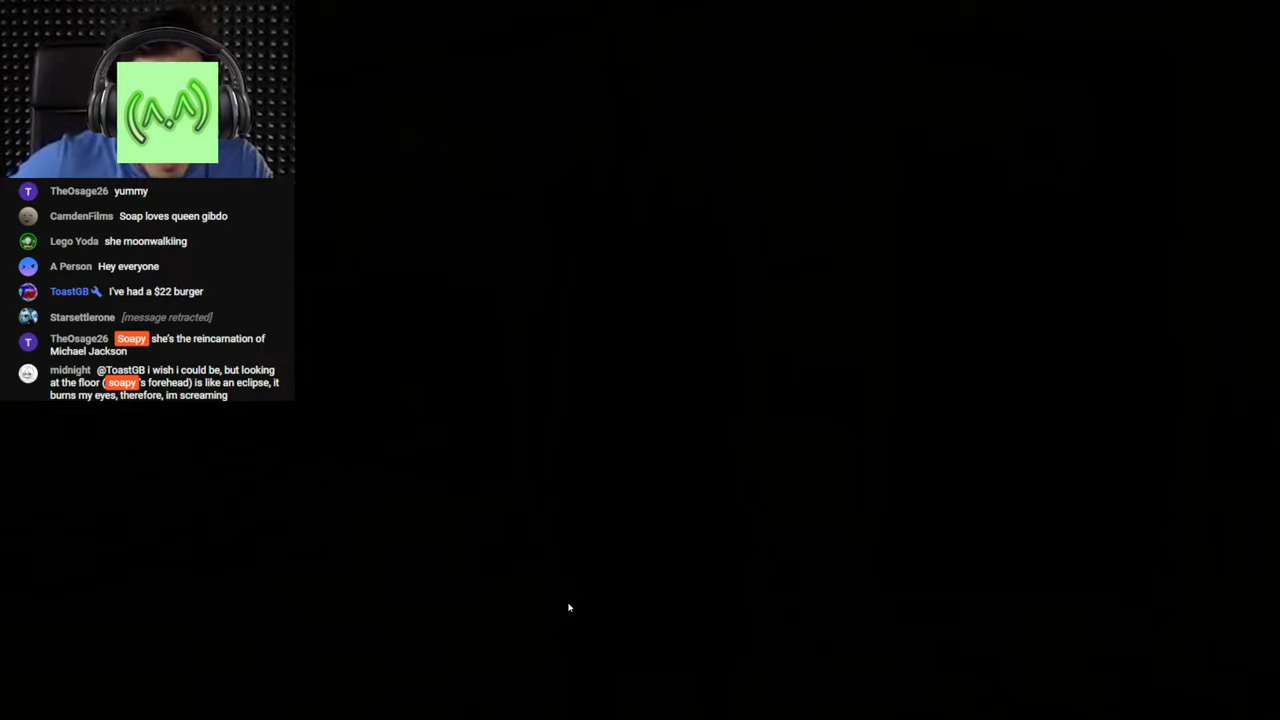 (^.^)
T TheOsage26 yummy
CamdenFilms Soap loves queen gibdo
Lego Yoda she moonwalkiing
A Person Hey everyone
ToastGB I've had a $22 burger
Starsettlerone [message retracted]
T TheOsage26 Soapy she's the reincarnation of
Michael Jackson
midnight @ToastGB i wish i could be, but looking
at the floor (soapy's forehead) is like an eclipse, it
burns my eyes, therefore, im screaming